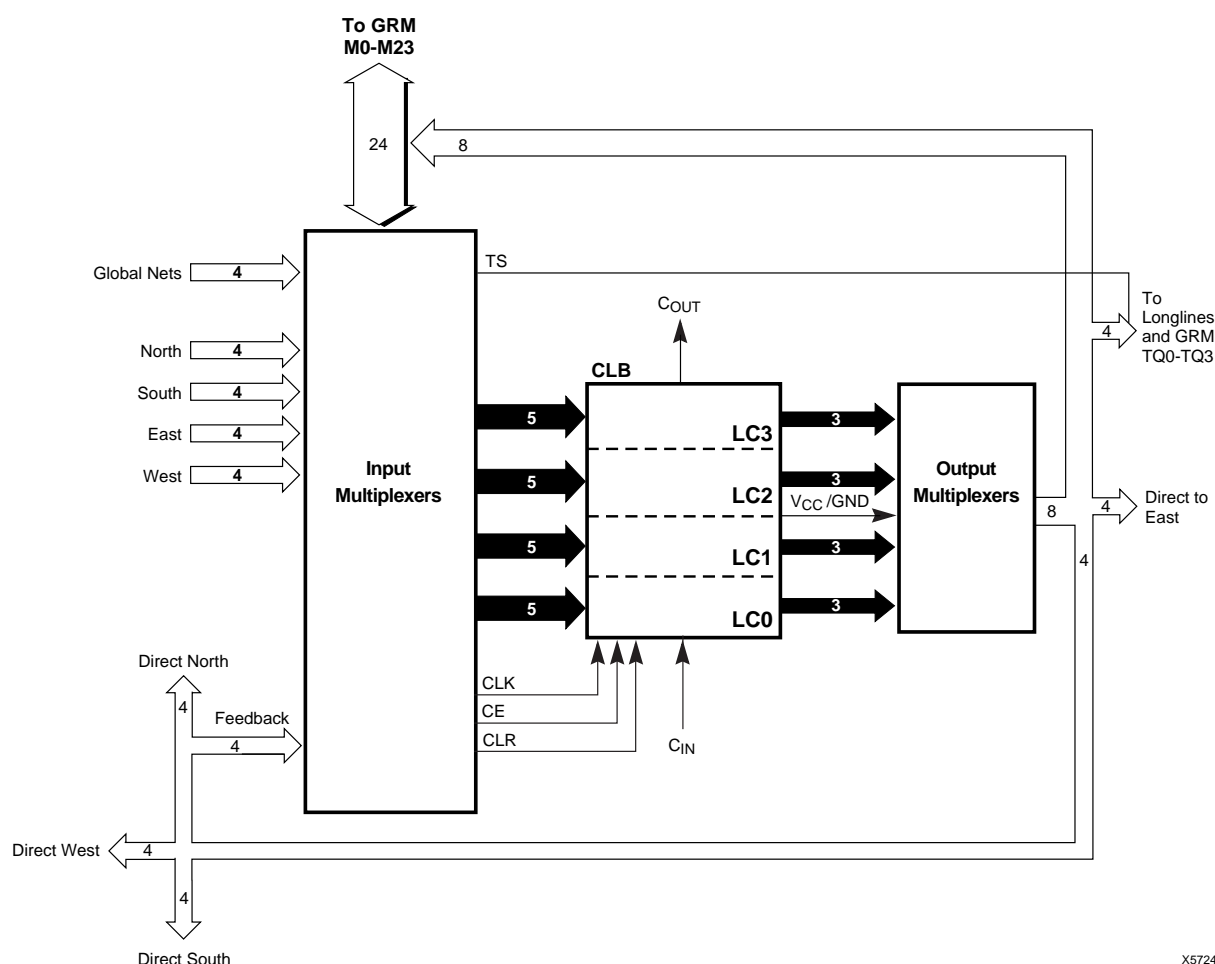 To GRM
M0-M23
24
8
Global Nets
4
TS
North
4
South
4
East
4
West
4
Input
Multiplexers
5
5
5
5
COUT
CLB
LC3
LC2
VCC /GND
LC1
LC0
3
3
3
3
Output
Multiplexers
To
Longlines
and GRM
TQ0-TQ3
4
8
4
Direct to
East
4
CLK
CE
CLR
CIN
Direct North
4
Feedback
4
Direct West
4
4
Direct South
X5724